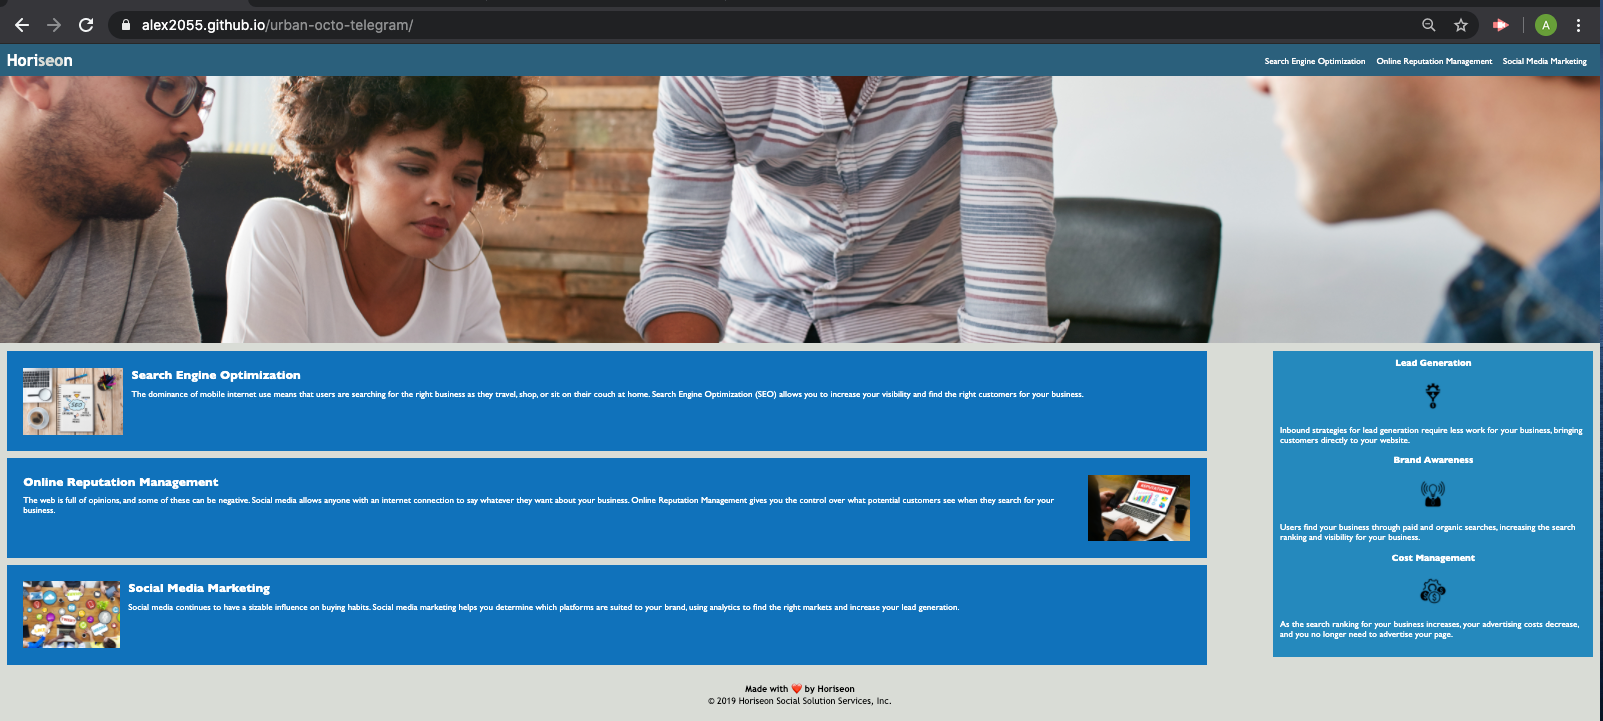 alex2055.github.io/urban-octo-telegram/
A
Horiseon
Search Engine Optimization Online Reputation Management Social Media Marketing
Search Engine Optimization
The dominance of mobile internet use means that users are searching for the right business as they travel, shop, or sit on their couch at home. Search Engine Optimization (SEO) allows you to increase your visibility and find the right customers for your business.
SEO
Online Reputation Management
The web is full of opinions, and some of these can be negative. Social media allows anyone with an internet connection to say whatever they want about your business. Online Reputation Management gives you the control over what potential customers see when they search for your
business.
REPUTATION
Social Media Marketing
Social media continues to have a sizable influence on buying habits. Social media marketing helps you determine which platforms are suited to your brand, using analytics to find the right markets and increase your lead generation.
Lead Generation
Inbound strategies for lead generation require less work for your business, bringing
customers directly to your website.
Brand Awareness
Users find your business through paid and organic searches, increasing the search
ranking and visibility for your business.
Cost Management
As the search ranking for your business increases, your advertising costs decrease,
and you no longer need to advertise your page.
Made with ❤️ by Horiseon
© 2019 Horiseon Social Solution Services, Inc.